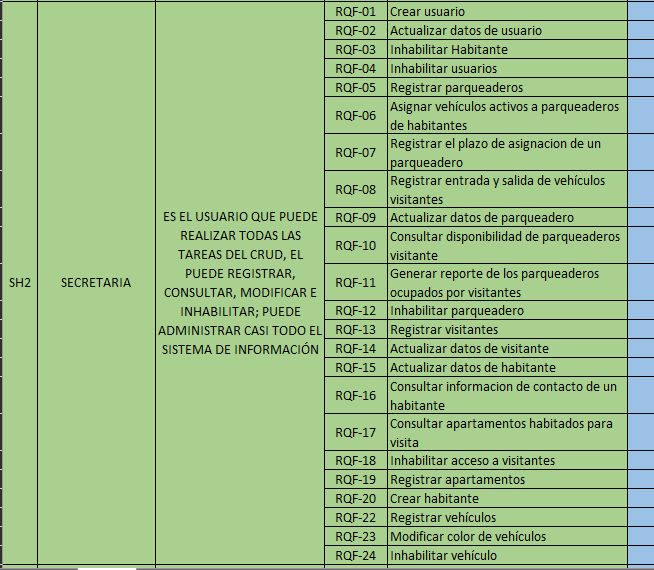 RQF-01 Crear usuario
RQF-02 Actualizar datos de usuario
RQF-03 Inhabilitar Habitante
RQF-04 Inhabilitar usuarios
RQF-05 Registrar parqueaderos
RQF-06 Asignar vehículos activos a parqueaderos
de habitantes
RQF-07 Registrar el plazo de asignacion de un
parqueadero
RQF-08 Registrar entrada y salida de vehículos
visitantes
RQF-09 Actualizar datos de parqueadero
RQF-10 Consultar disponibilidad de parqueaderos
visitante
SH2
SECRETARIA
ES EL USUARIO QUE PUEDE
REALIZAR TODAS LAS
TAREAS DEL CRUD, EL
PUEDE REGISTRAR,
CONSULTAR, MODIFICAR E
INHABILITAR; PUEDE
ADMINISTRAR CASI TODO EL
SISTEMA DE INFORMACIÓN
RQF-11 Generar reporte de los parqueaderos
ocupados por visitantes
RQF-12 Inhabilitar parqueadero
RQF-13 Registrar visitantes
RQF-14 Actualizar datos de visitante
RQF-15 Actualizar datos de habitante
RQF-16 Consultar informacion de contacto de un
habitante
RQF-17 Consultar apartamentos habitados para
visita
RQF-18 Inhabilitar acceso a visitantes
RQF-19 Registrar apartamentos
RQF-20 Crear habitante
RQF-22 Registrar vehículos
RQF-23 Modificar color de vehículos
RQF-24 Inhabilitar vehículo